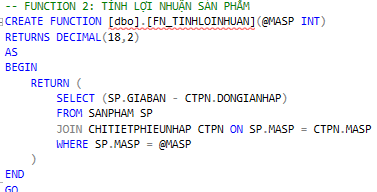 -- FUNCTION 2: TÍNH LỢI NHUẬN SẢN PHẨM
CREATE FUNCTION [dbo].[FN_TINHLOINHUAN](@MASP INT)
RETURNS DECIMAL(18,2)
AS
BEGIN
    RETURN (
        SELECT (SP.GIABAN - CTPN.DONGIANHAP)
        FROM SANPHAM SP
        JOIN CHITIETPHIEUNHAP CTPN ON SP.MASP = CTPN.MASP
        WHERE SP.MASP = @MASP
    )
END
GO